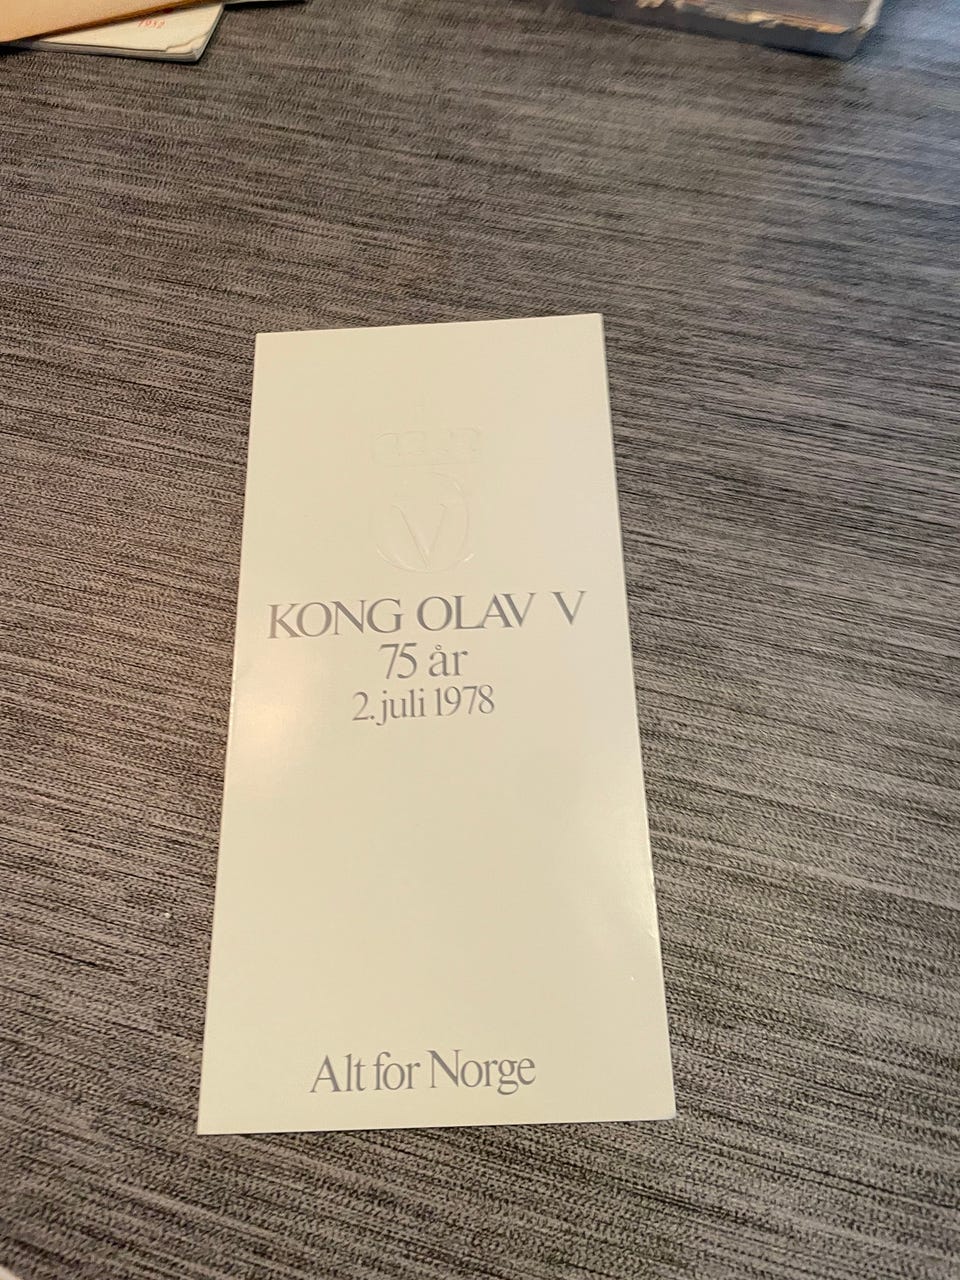 V
KONG OLAV V
75 år
2. juli 1978
Alt for Norge